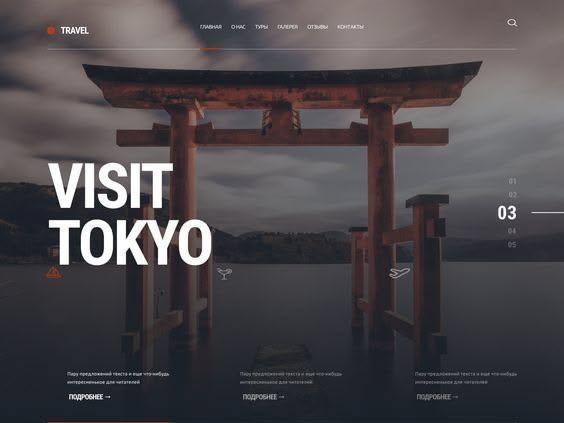 TRAVEL
ГЛАВНАЯ О НАС ТУРЫ ГАЛЕРЕЯ ОТЗЫВЫ КОНТАКТЫ
VISIT
TOKYO
01
02
03
04
05
Пару предложений текста и еще что-нибудь
интересненькое для читателей
ПОДРОБНЕЕ →
Пару предложений текста и еще что-нибудь
интересненькое для читателей
ПОДРОБНЕЕ →
Пару предложений текста и еще что-нибудь
интересненькое для читателей
ПОДРОБНЕЕ →